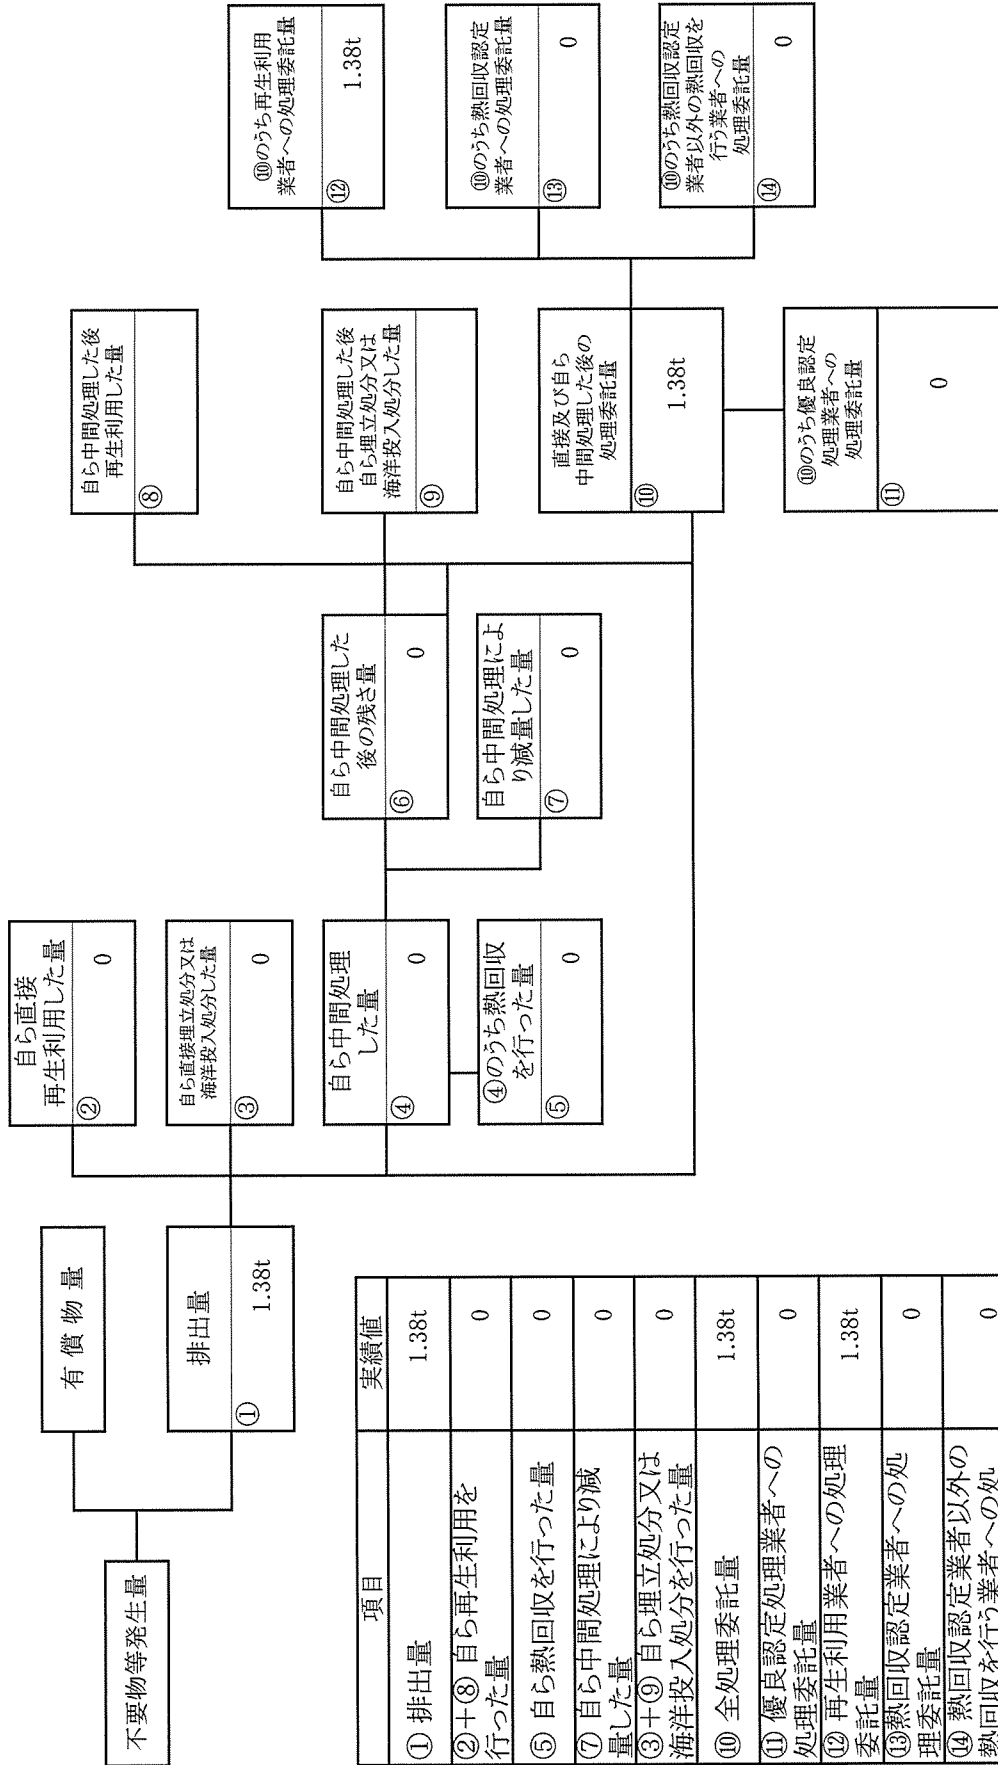 不要物等発生量
有 償 物 量
排出量
①
1.38t
自ら直接
再生利用した量
②
0
自ら直接埋立処分又は
海洋投入処分した量
③
0
自ら中間処理
した量
④
0
④のうち熱回収
を行った量
⑤
0
自ら中間処理した
後の残さ量
⑥
0
自ら中間処理によ
り減量した量
⑦
0
自ら中間処理した後
再生利用した量
⑧
自ら中間処理した後
自ら埋立処分又は
海洋投入処分した量
⑨
直接及び自ら
中間処理した後の
処理委託量
⑩
1.38t
⑩のうち優良認定
処理業者への
処理委託量
⑪
0
⑩のうち再生利用
業者への処理委託量
⑫
1.38t
⑩のうち熱回収認定
業者への処理委託量
⑬
0
⑩のうち熱回収認定
業者以外の熱回収を
行う業者への
処理委託量
⑭
0
項目 実績値
① 排出量 1.38t
②+⑧ 自ら再生利用を
行った量 0
⑤ 自ら熱回収を行った量 0
⑦ 自ら中間処理により減
量した量 0
③+⑨ 自ら埋立処分又は
海洋投入処分を行った量 0
⑩ 全処理委託量 1.38t
⑪ 優良認定処理業者への
処理委託量 0
⑫ 再生利用業者への処理
委託量 1.38t
⑬熱回収認定業者への処
理委託量 0
⑭ 熱回収認定業者以外の
熱回収を行う業者への処 0